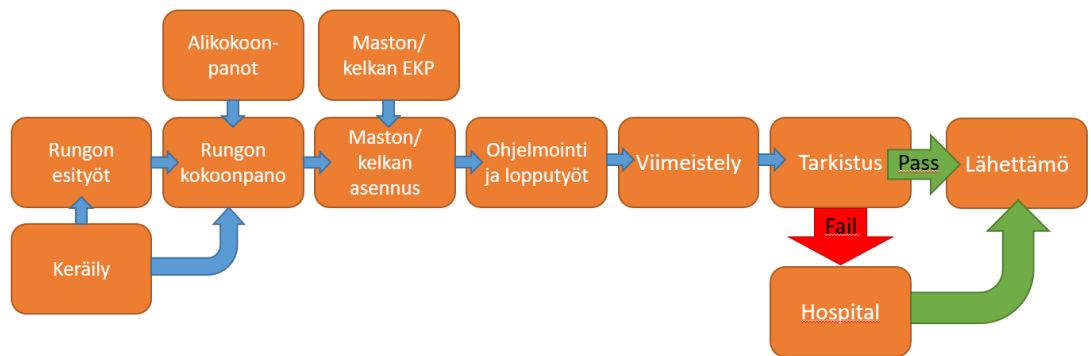 Alikokoon-
panot
Maston/
kelkan EKP
Rungon
esityöt
Rungon
kokoonpano
Maston/
kelkan
asennus
Ohjelmointi
ja lopputyöt
Viimeistely
Tarkistus
Pass
Lähettämö
Fail
Keräily
Hospital